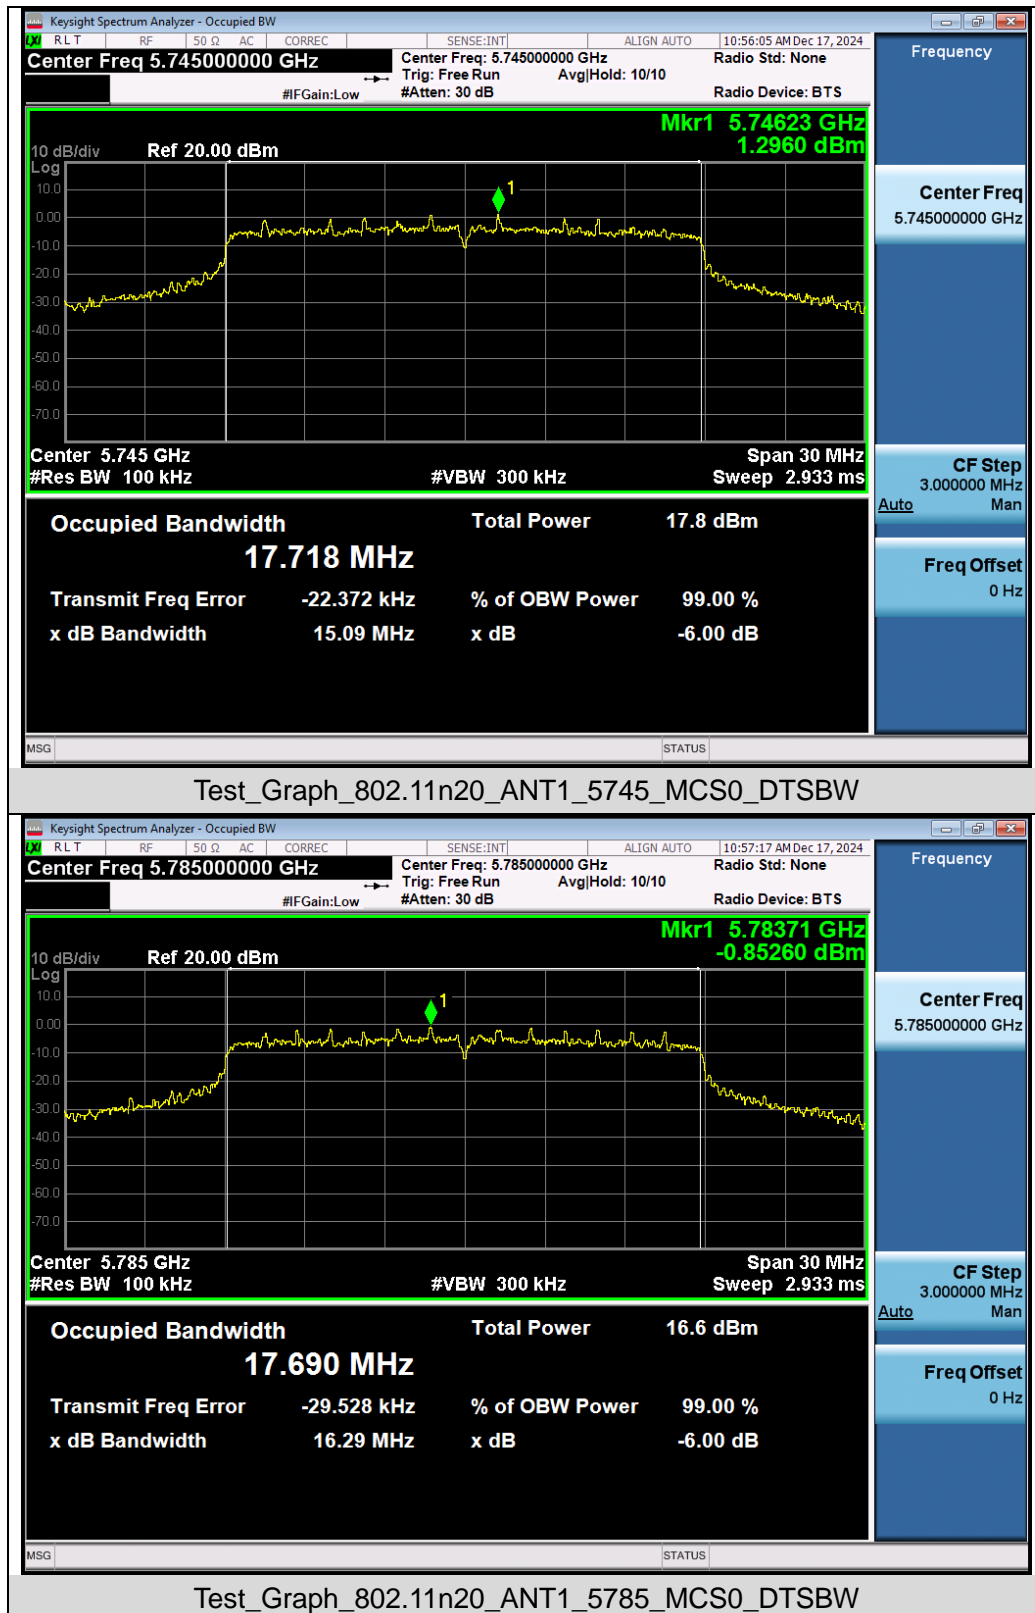 Keysight Spectrum Analyzer - Occupied BW
LXI RLT RF 50 Ω AC CORREC SENSE:INT ALIGN AUTO 10:56:05 AM Dec 17, 2024
Center Freq 5.745000000 GHz
Center Freq: 5.745000000 GHz Radio Std: None
Trig: Free Run Avg|Hold: 10/10
#IFGain:Low #Atten: 30 dB Radio Device: BTS
Frequency
Mkr1 5.74623 GHz
1.2960 dBm
10 dB/div Ref 20.00 dBm
Log
10.0
0.00
-10.0
-20.0
-30.0
-40.0
-50.0
-60.0
-70.0
1
Center 5.745 GHz Span 30 MHz
#Res BW 100 kHz #VBW 300 kHz Sweep 2.933 ms
Center Freq
5.745000000 GHz
CF Step
3.000000 MHz
Auto Man
Freq Offset
0 Hz
Occupied Bandwidth Total Power 17.8 dBm
17.718 MHz
Transmit Freq Error -22.372 kHz % of OBW Power 99.00 %
x dB Bandwidth 15.09 MHz x dB -6.00 dB
MSG STATUS
Test_Graph_802.11n20_ANT1_5745_MCS0_DTSBW
Keysight Spectrum Analyzer - Occupied BW
LXI RLT RF 50 Ω AC CORREC SENSE:INT ALIGN AUTO 10:57:17 AM Dec 17, 2024
Center Freq 5.785000000 GHz
Center Freq: 5.785000000 GHz Radio Std: None
Trig: Free Run Avg|Hold: 10/10
#IFGain:Low #Atten: 30 dB Radio Device: BTS
Frequency
Mkr1 5.78371 GHz
-0.85260 dBm
10 dB/div Ref 20.00 dBm
Log
10.0
0.00
-10.0
-20.0
-30.0
-40.0
-50.0
-60.0
-70.0
1
Center 5.785 GHz Span 30 MHz
#Res BW 100 kHz #VBW 300 kHz Sweep 2.933 ms
Center Freq
5.785000000 GHz
CF Step
3.000000 MHz
Auto Man
Freq Offset
0 Hz
Occupied Bandwidth Total Power 16.6 dBm
17.690 MHz
Transmit Freq Error -29.528 kHz % of OBW Power 99.00 %
x dB Bandwidth 16.29 MHz x dB -6.00 dB
MSG STATUS
Test_Graph_802.11n20_ANT1_5785_MCS0_DTSBW